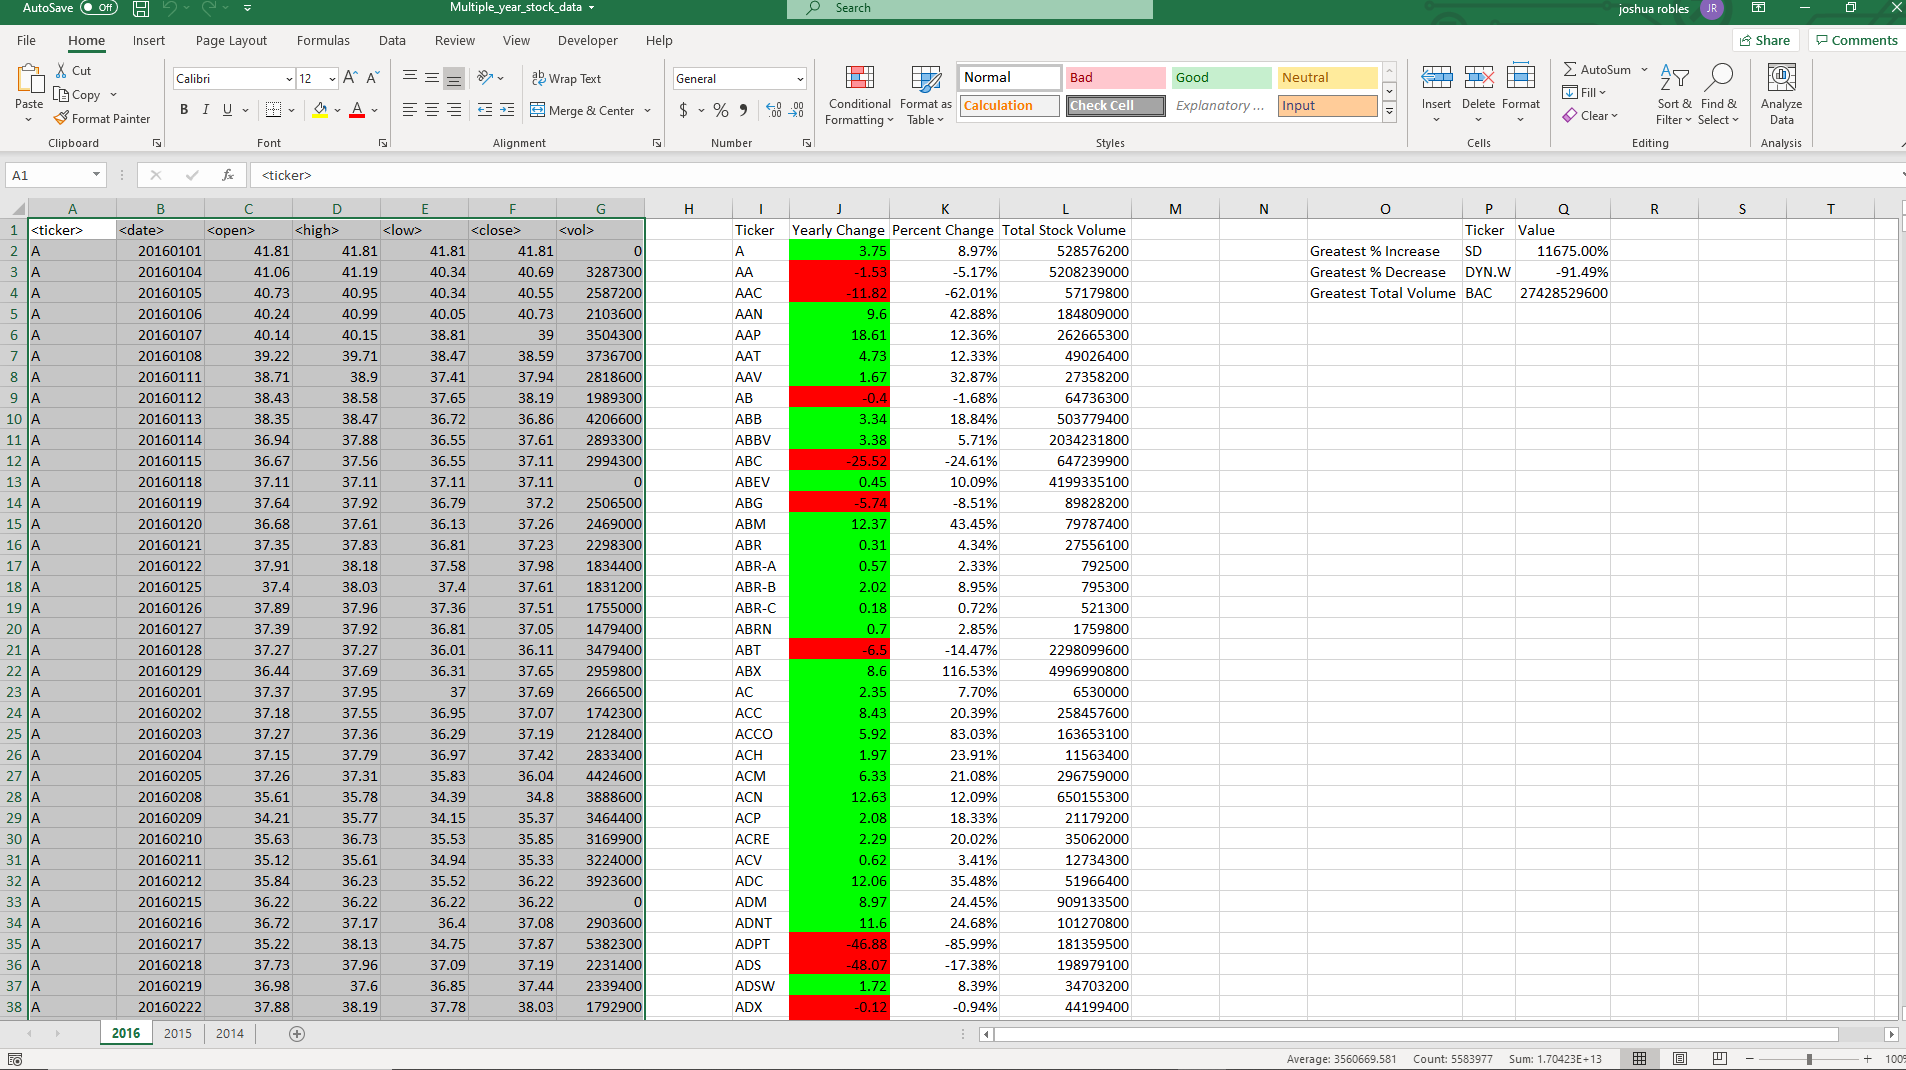 AutoSave Off Multiple_year_stock_data Search joshua robles JR
File Home Insert Page Layout Formulas Data Review View Developer Help Share Comments
Paste Cut Copy Format Painter Clipboard
Calibri 12 A A B I U A Font
ab Wrap Text Merge & Center Alignment
General $ % Number
Conditional Formatting Format as Table Normal Bad Good Neutral Calculation Check Cell Explanatory ... Input Styles
Insert Delete Format Cells
AutoSum Fill Clear Sort & Filter Find & Select Editing
Analyze Data Analysis
A1 fx <ticker>
A B C D E F G H I J K L M N O P Q R S T
1 <ticker> <date> <open> <high> <low> <close> <vol> Ticker Yearly Change Percent Change Total Stock Volume Ticker Value
2 A 20160101 41.81 41.81 41.81 41.81 0 A 3.75 8.97% 528576200 Greatest % Increase SD 11675.00%
3 A 20160104 41.06 41.19 40.34 40.69 3287300 AA -1.53 -5.17% 5208239000 Greatest % Decrease DYN.W -91.49%
4 A 20160105 40.73 40.95 40.34 40.55 2587200 AAC -11.82 -62.01% 57179800 Greatest Total Volume BAC 27428529600
5 A 20160106 40.24 40.99 40.05 40.73 2103600 AAN 9.6 42.88% 184809000
6 A 20160107 40.14 40.15 38.81 39 3504300 AAP 18.61 12.36% 262665300
7 A 20160108 39.22 39.71 38.47 38.59 3736700 AAT 4.73 12.33% 49026400
8 A 20160111 38.71 38.9 37.41 37.94 2818600 AAV 1.67 32.87% 27358200
9 A 20160112 38.43 38.58 37.65 38.19 1989300 AB -0.4 -1.68% 64736300
10 A 20160113 38.35 38.47 36.72 36.86 4206600 ABB 3.34 18.84% 503779400
11 A 20160114 36.94 37.88 36.55 37.61 2893300 ABBV 3.38 5.71% 2034231800
12 A 20160115 36.67 37.56 36.55 37.11 2994300 ABC -25.52 -24.61% 647239900
13 A 20160118 37.11 37.11 37.11 37.11 0 ABEV 0.45 10.09% 4199335100
14 A 20160119 37.64 37.92 36.79 37.2 2506500 ABG -5.74 -8.51% 89828200
15 A 20160120 36.68 37.61 36.13 37.26 2469000 ABM 12.37 43.45% 79787400
16 A 20160121 37.35 37.83 36.81 37.23 2298300 ABR 0.31 4.34% 27556100
17 A 20160122 37.91 38.18 37.58 37.98 1834400 ABR-A 0.57 2.33% 792500
18 A 20160125 37.4 38.03 37.4 37.61 1831200 ABR-B 2.02 8.95% 795300
19 A 20160126 37.89 37.96 37.36 37.51 1755000 ABR-C 0.18 0.72% 521300
20 A 20160127 37.39 37.92 36.81 37.05 1479400 ABRN 0.7 2.85% 1759800
21 A 20160128 37.27 37.27 36.01 36.11 3479400 ABT -6.5 -14.47% 2298099600
22 A 20160129 36.44 37.69 36.31 37.65 2959800 ABX 8.6 116.53% 4996990800
23 A 20160201 37.37 37.95 37 37.69 2666500 AC 2.35 7.70% 6530000
24 A 20160202 37.18 37.55 36.95 37.07 1742300 ACC 8.43 20.39% 258457600
25 A 20160203 37.27 37.36 36.29 37.19 2128400 ACCO 5.92 83.03% 163653100
26 A 20160204 37.15 37.79 36.97 37.42 2833400 ACH 1.97 23.91% 11563400
27 A 20160205 37.26 37.31 35.83 36.04 4424600 ACM 6.33 21.08% 296759000
28 A 20160208 35.61 35.78 34.39 34.8 3888600 ACN 12.63 12.09% 650155300
29 A 20160209 34.21 35.77 34.15 35.37 3464400 ACP 2.08 18.33% 21179200
30 A 20160210 35.63 36.73 35.53 35.85 3169900 ACRE 2.29 20.02% 35062000
31 A 20160211 35.12 35.61 34.94 35.33 3224000 ACV 0.62 3.41% 12734300
32 A 20160212 35.84 36.23 35.52 36.22 3923600 ADC 12.06 35.48% 51966400
33 A 20160215 36.22 36.22 36.22 36.22 0 ADM 8.97 24.45% 909133500
34 A 20160216 36.72 37.17 36.4 37.08 2903600 ADNT 11.6 24.68% 101270800
35 A 20160217 35.22 38.13 34.75 37.87 5382300 ADPT -46.88 -85.99% 181359500
36 A 20160218 37.73 37.96 37.09 37.19 2231400 ADS -48.07 -17.38% 198979100
37 A 20160219 36.98 37.6 36.85 37.44 2339400 ADSW 1.72 8.39% 34703200
38 A 20160222 37.88 38.19 37.78 38.03 1792900 ADX -0.12 -0.94% 44199400
2016 2015 2014
Average: 3560669.581 Count: 5583977 Sum: 1.70423E+13 100%